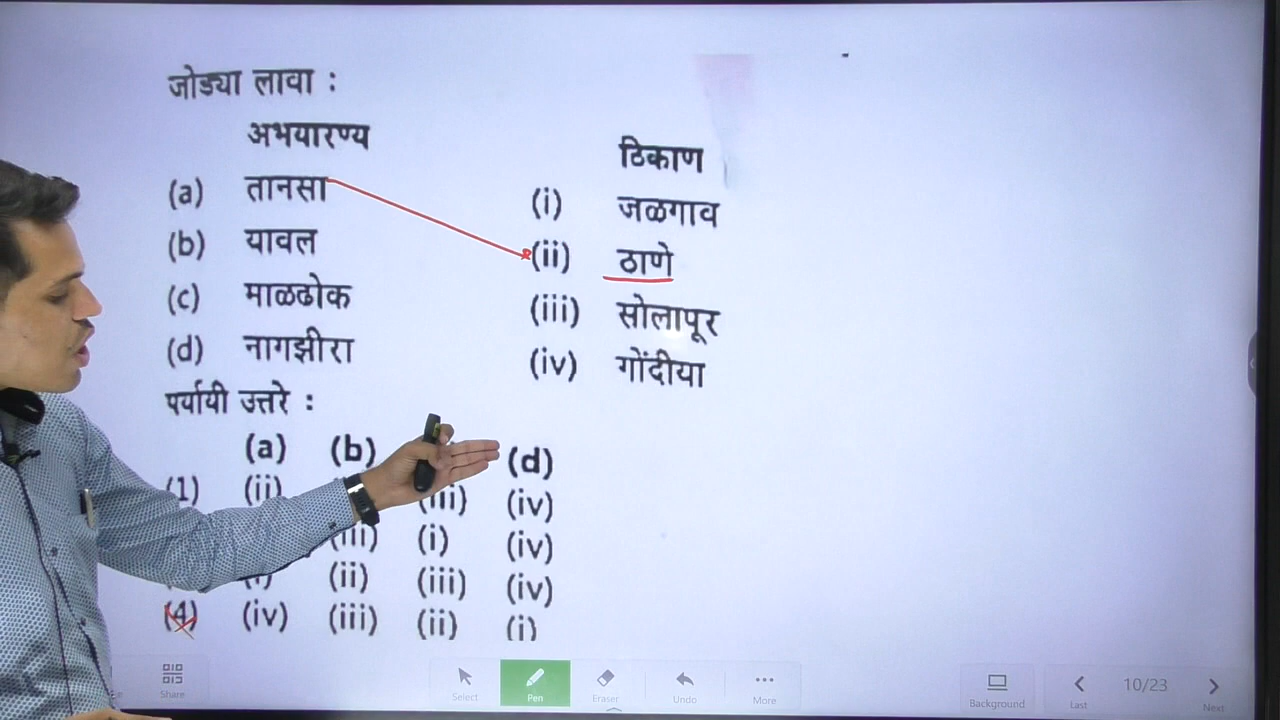 जोड्या लावा :
अभयारण्य ठिकाण
(a) तानसा (i) जळगाव
(b) यावल (ii) ठाणे
(c) माळढोक (iii) सोलापूर
(d) नागझीरा (iv) गोंदीया
पर्यायी उत्तरे :
(a) (b) (d)
(1) (ii) (iii) (iv)
(iii) (i) (iv)
(i) (ii) (iii) (iv)
(4) (iv) (iii) (ii) (i)
Share Select Pen Eraser Undo More Background Last 10/23 Next